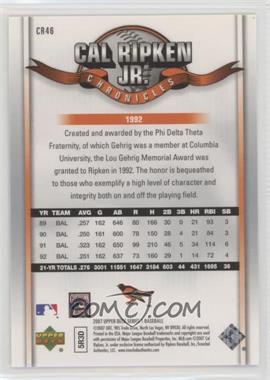 CR46
CAL RIPKEN
JR.
CHRONICLES
1992
Created and awarded by the Phi Delta Theta
Fraternity, of which Gehrig was a member at Columbia
University, the Lou Gehrig Memorial Award was
granted to Ripken in 1992. The honor is bequeathed to
those who exemplify a high level of character and
integrity both on and off the playing field.
YR TEAM AVG G AB R H 2B 3B HR RBI SB
89 BAL .257 162 646 80 166 30 0 21 93 3
90 BAL .250 161 600 78 150 28 4 21 84 3
91 BAL .323 162 650 99 210 46 5 34 114 6
92 BAL .251 162 637 73 160 29 1 14 72 4
21-YR TOTALS .276 3001 11551 1647 3184 603 44 431 1695 36
COMC
UPPER DECK
5R3D
2007 UPPER DECK SERIES 1 BASEBALL